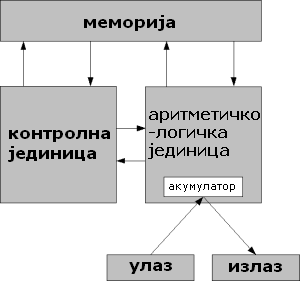 меморија
контролна
јединица
аритметичко
-логичка
јединица
акумулатор
улаз
излаз